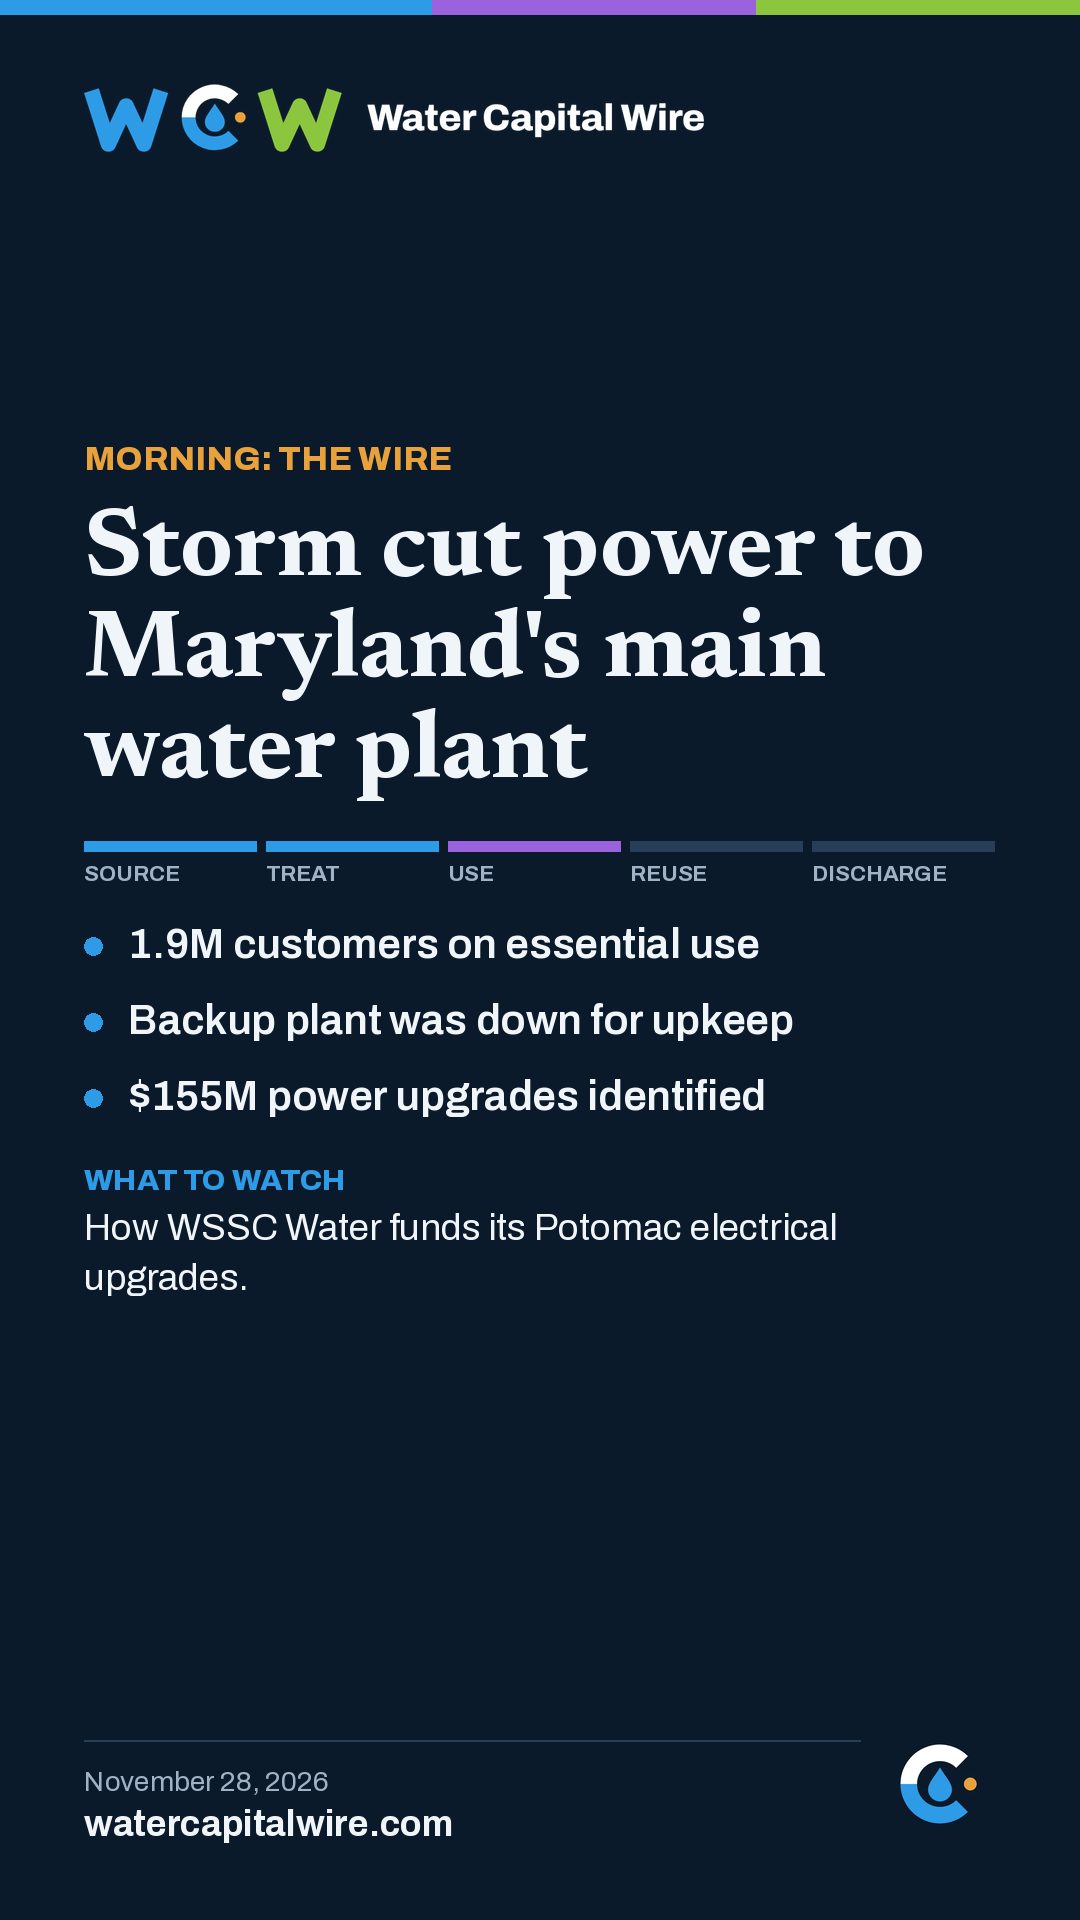 WCW Water Capital Wire
MORNING: THE WIRE
Storm cut power to
Maryland's main
water plant
SOURCE TREAT USE REUSE DISCHARGE
1.9M customers on essential use
Backup plant was down for upkeep
$155M power upgrades identified
WHAT TO WATCH
How WSSC Water funds its Potomac electrical
upgrades.
November 28, 2026
watercapitalwire.com